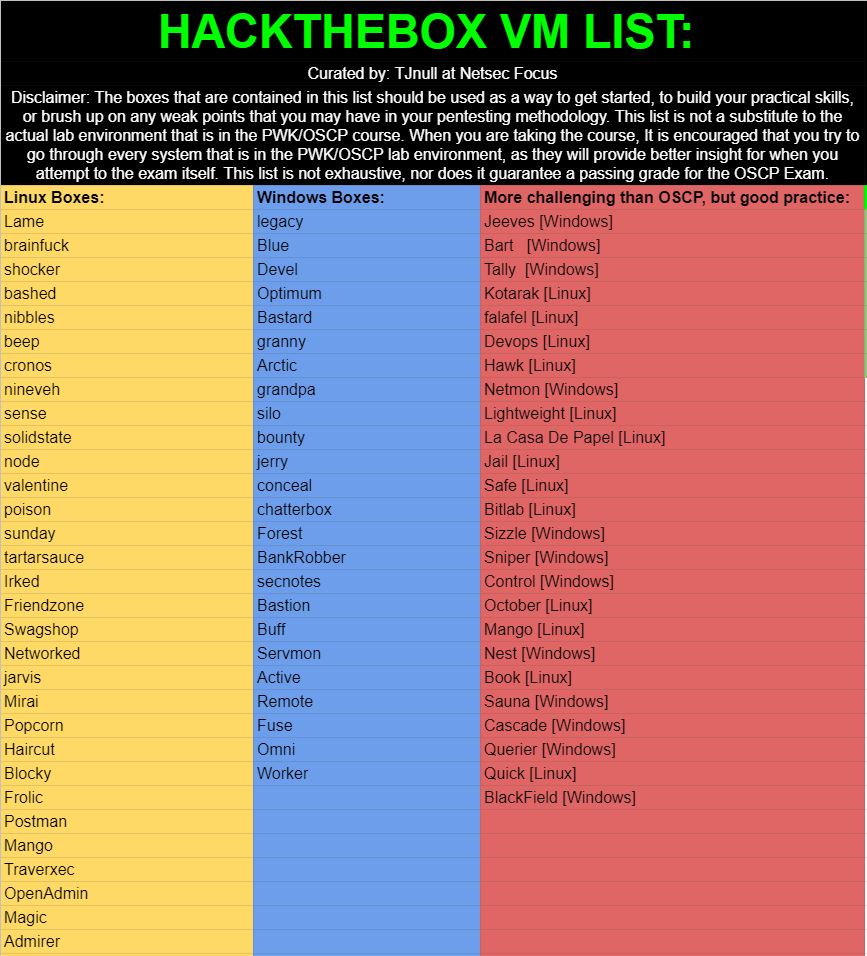 HACKTHEBOX VM LIST:
Curated by: TJnull at Netsec Focus
Disclaimer: The boxes that are contained in this list should be used as a way to get started, to build your practical skills,
or brush up on any weak points that you may have in your pentesting methodology. This list is not a substitute to the
actual lab environment that is in the PWK/OSCP course. When you are taking the course, It is encouraged that you try to
go through every system that is in the PWK/OSCP lab environment, as they will provide better insight for when you
attempt to the exam itself. This list is not exhaustive, nor does it guarantee a passing grade for the OSCP Exam.
Linux Boxes: Windows Boxes: More challenging than OSCP, but good practice:
Lame legacy Jeeves [Windows]
brainfuck Blue Bart [Windows]
shocker Devel Tally [Windows]
bashed Optimum Kotarak [Linux]
nibbles Bastard falafel [Linux]
beep granny Devops [Linux]
cronos Arctic Hawk [Linux]
nineveh grandpa Netmon [Windows]
sense silo Lightweight [Linux]
solidstate bounty La Casa De Papel [Linux]
node jerry Jail [Linux]
valentine conceal Safe [Linux]
poison chatterbox Bitlab [Linux]
sunday Forest Sizzle [Windows]
tartarsauce BankRobber Sniper [Windows]
Irked secnotes Control [Windows]
Friendzone Bastion October [Linux]
Swagshop Buff Mango [Linux]
Networked Servmon Nest [Windows]
jarvis Active Book [Linux]
Mirai Remote Sauna [Windows]
Popcorn Fuse Cascade [Windows]
Haircut Omni Querier [Windows]
Blocky Worker Quick [Linux]
Frolic BlackField [Windows]
Postman
Mango
Traverxec
OpenAdmin
Magic
Admirer